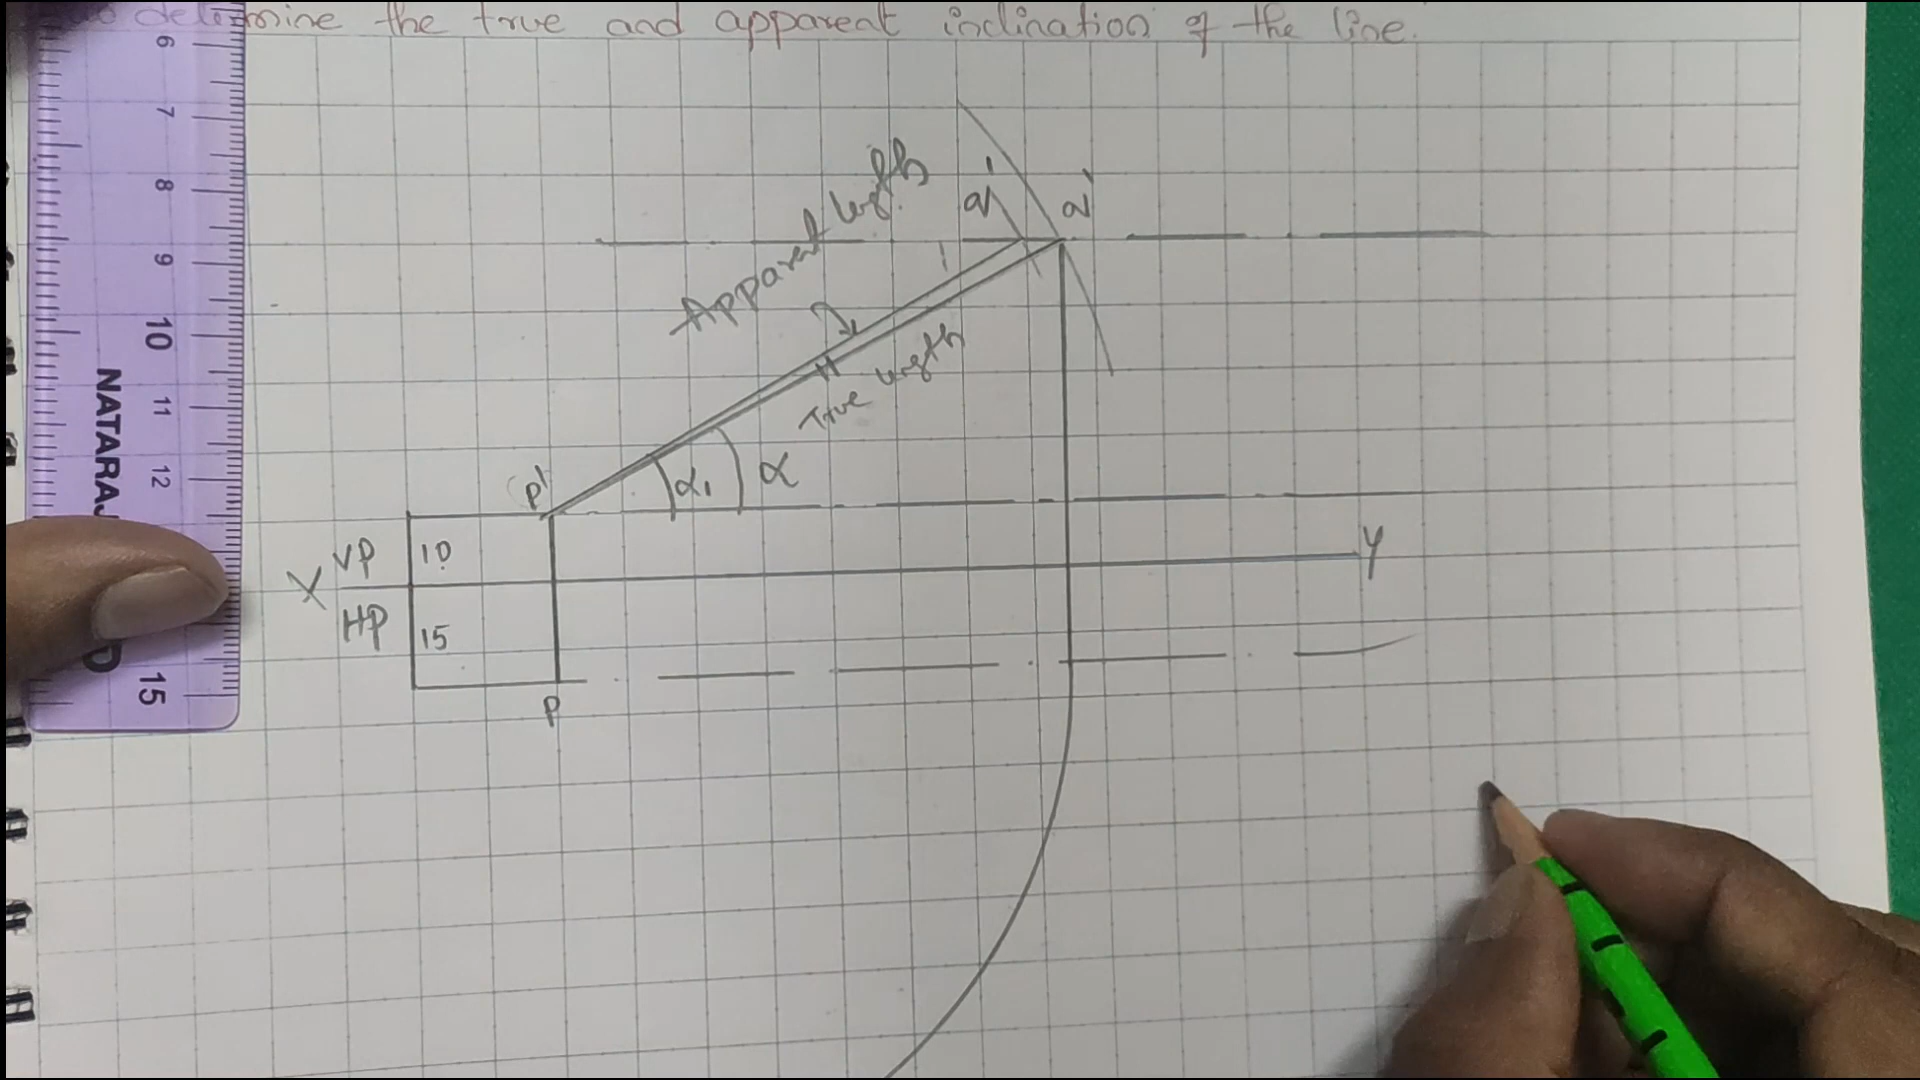 determine the true and apparent inclination of the line.
6
7
8
9
10
11
12
15
NATARAJ
Apparent length
True length
p'
α₁
α
X
VP
HP
10
15
Y
p